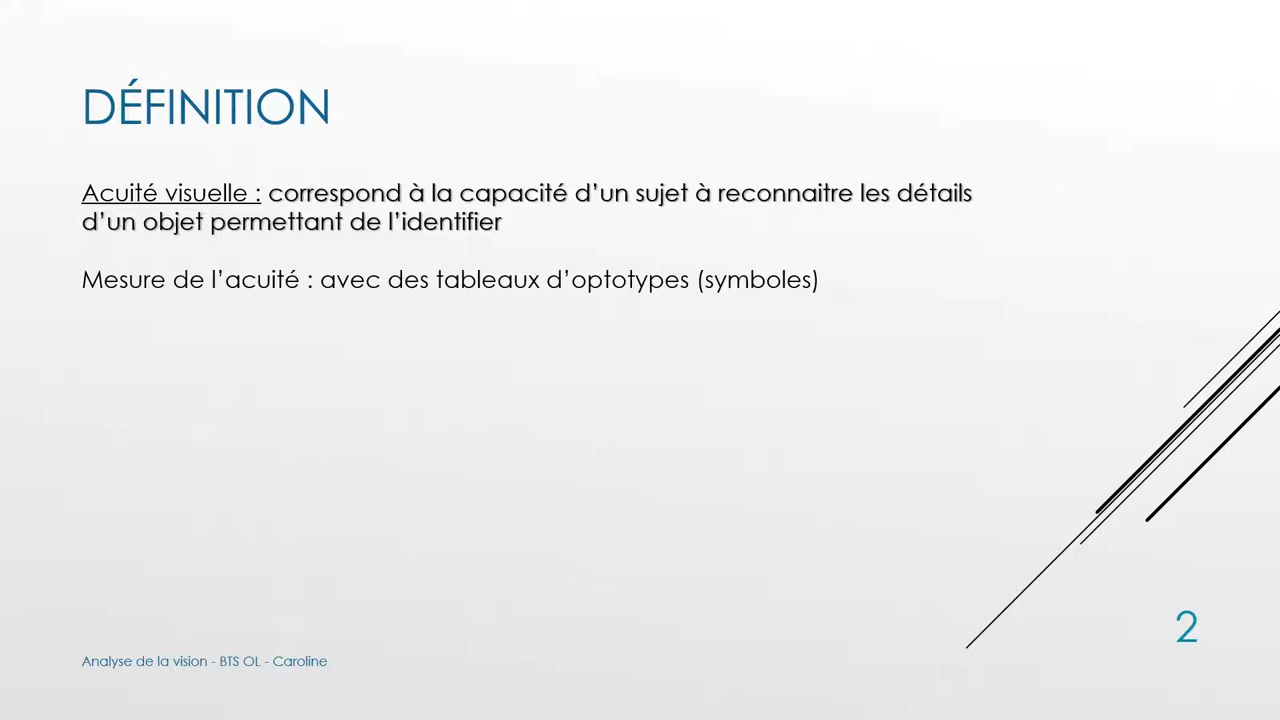 DÉFINITION
Acuité visuelle : correspond à la capacité d’un sujet à reconnaitre les détails
d’un objet permettant de l’identifier
Mesure de l’acuité : avec des tableaux d’optotypes (symboles)
2
Analyse de la vision - BTS OL - Caroline